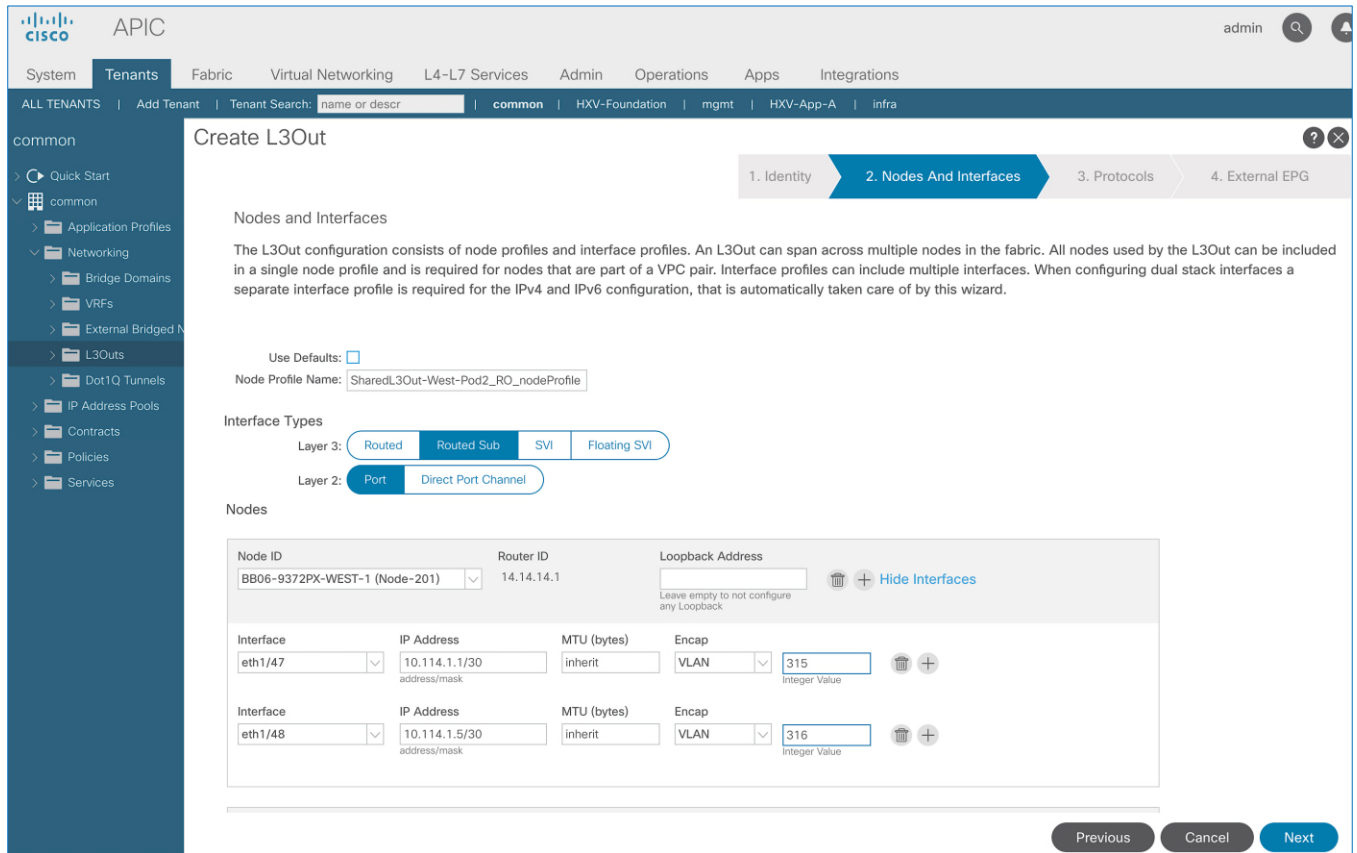 CISCO
APIC
admin
System Tenants Fabric Virtual Networking L4-L7 Services Admin Operations Apps Integrations
ALL TENANTS | Add Tenant | Tenant Search: name or descr | common | HXV-Foundation | mgmt | HXV-App-A | infra
common
Quick Start
common
Application Profiles
Networking
Bridge Domains
VRFs
External Bridged N
L3Outs
Dot1Q Tunnels
IP Address Pools
Contracts
Policies
Services
Create L3Out
1. Identity 2. Nodes And Interfaces 3. Protocols 4. External EPG
Nodes and Interfaces
The L3Out configuration consists of node profiles and interface profiles. An L3Out can span across multiple nodes in the fabric. All nodes used by the L3Out can be included
in a single node profile and is required for nodes that are part of a VPC pair. Interface profiles can include multiple interfaces. When configuring dual stack interfaces a
separate interface profile is required for the IPv4 and IPv6 configuration, that is automatically taken care of by this wizard.
Use Defaults:
Node Profile Name: SharedL3Out-West-Pod2_RO_nodeProfile
Interface Types
Layer 3: Routed Routed Sub SVI Floating SVI
Layer 2: Port Direct Port Channel
Nodes
Node ID Router ID Loopback Address
BB06-9372PX-WEST-1 (Node-201) 14.14.14.1 Hide Interfaces
Leave empty to not configure
any Loopback
Interface IP Address MTU (bytes) Encap
eth1/47 10.114.1.1/30 inherit VLAN 315
address/mask Integer Value
Interface IP Address MTU (bytes) Encap
eth1/48 10.114.1.5/30 inherit VLAN 316
address/mask Integer Value
Previous Cancel Next